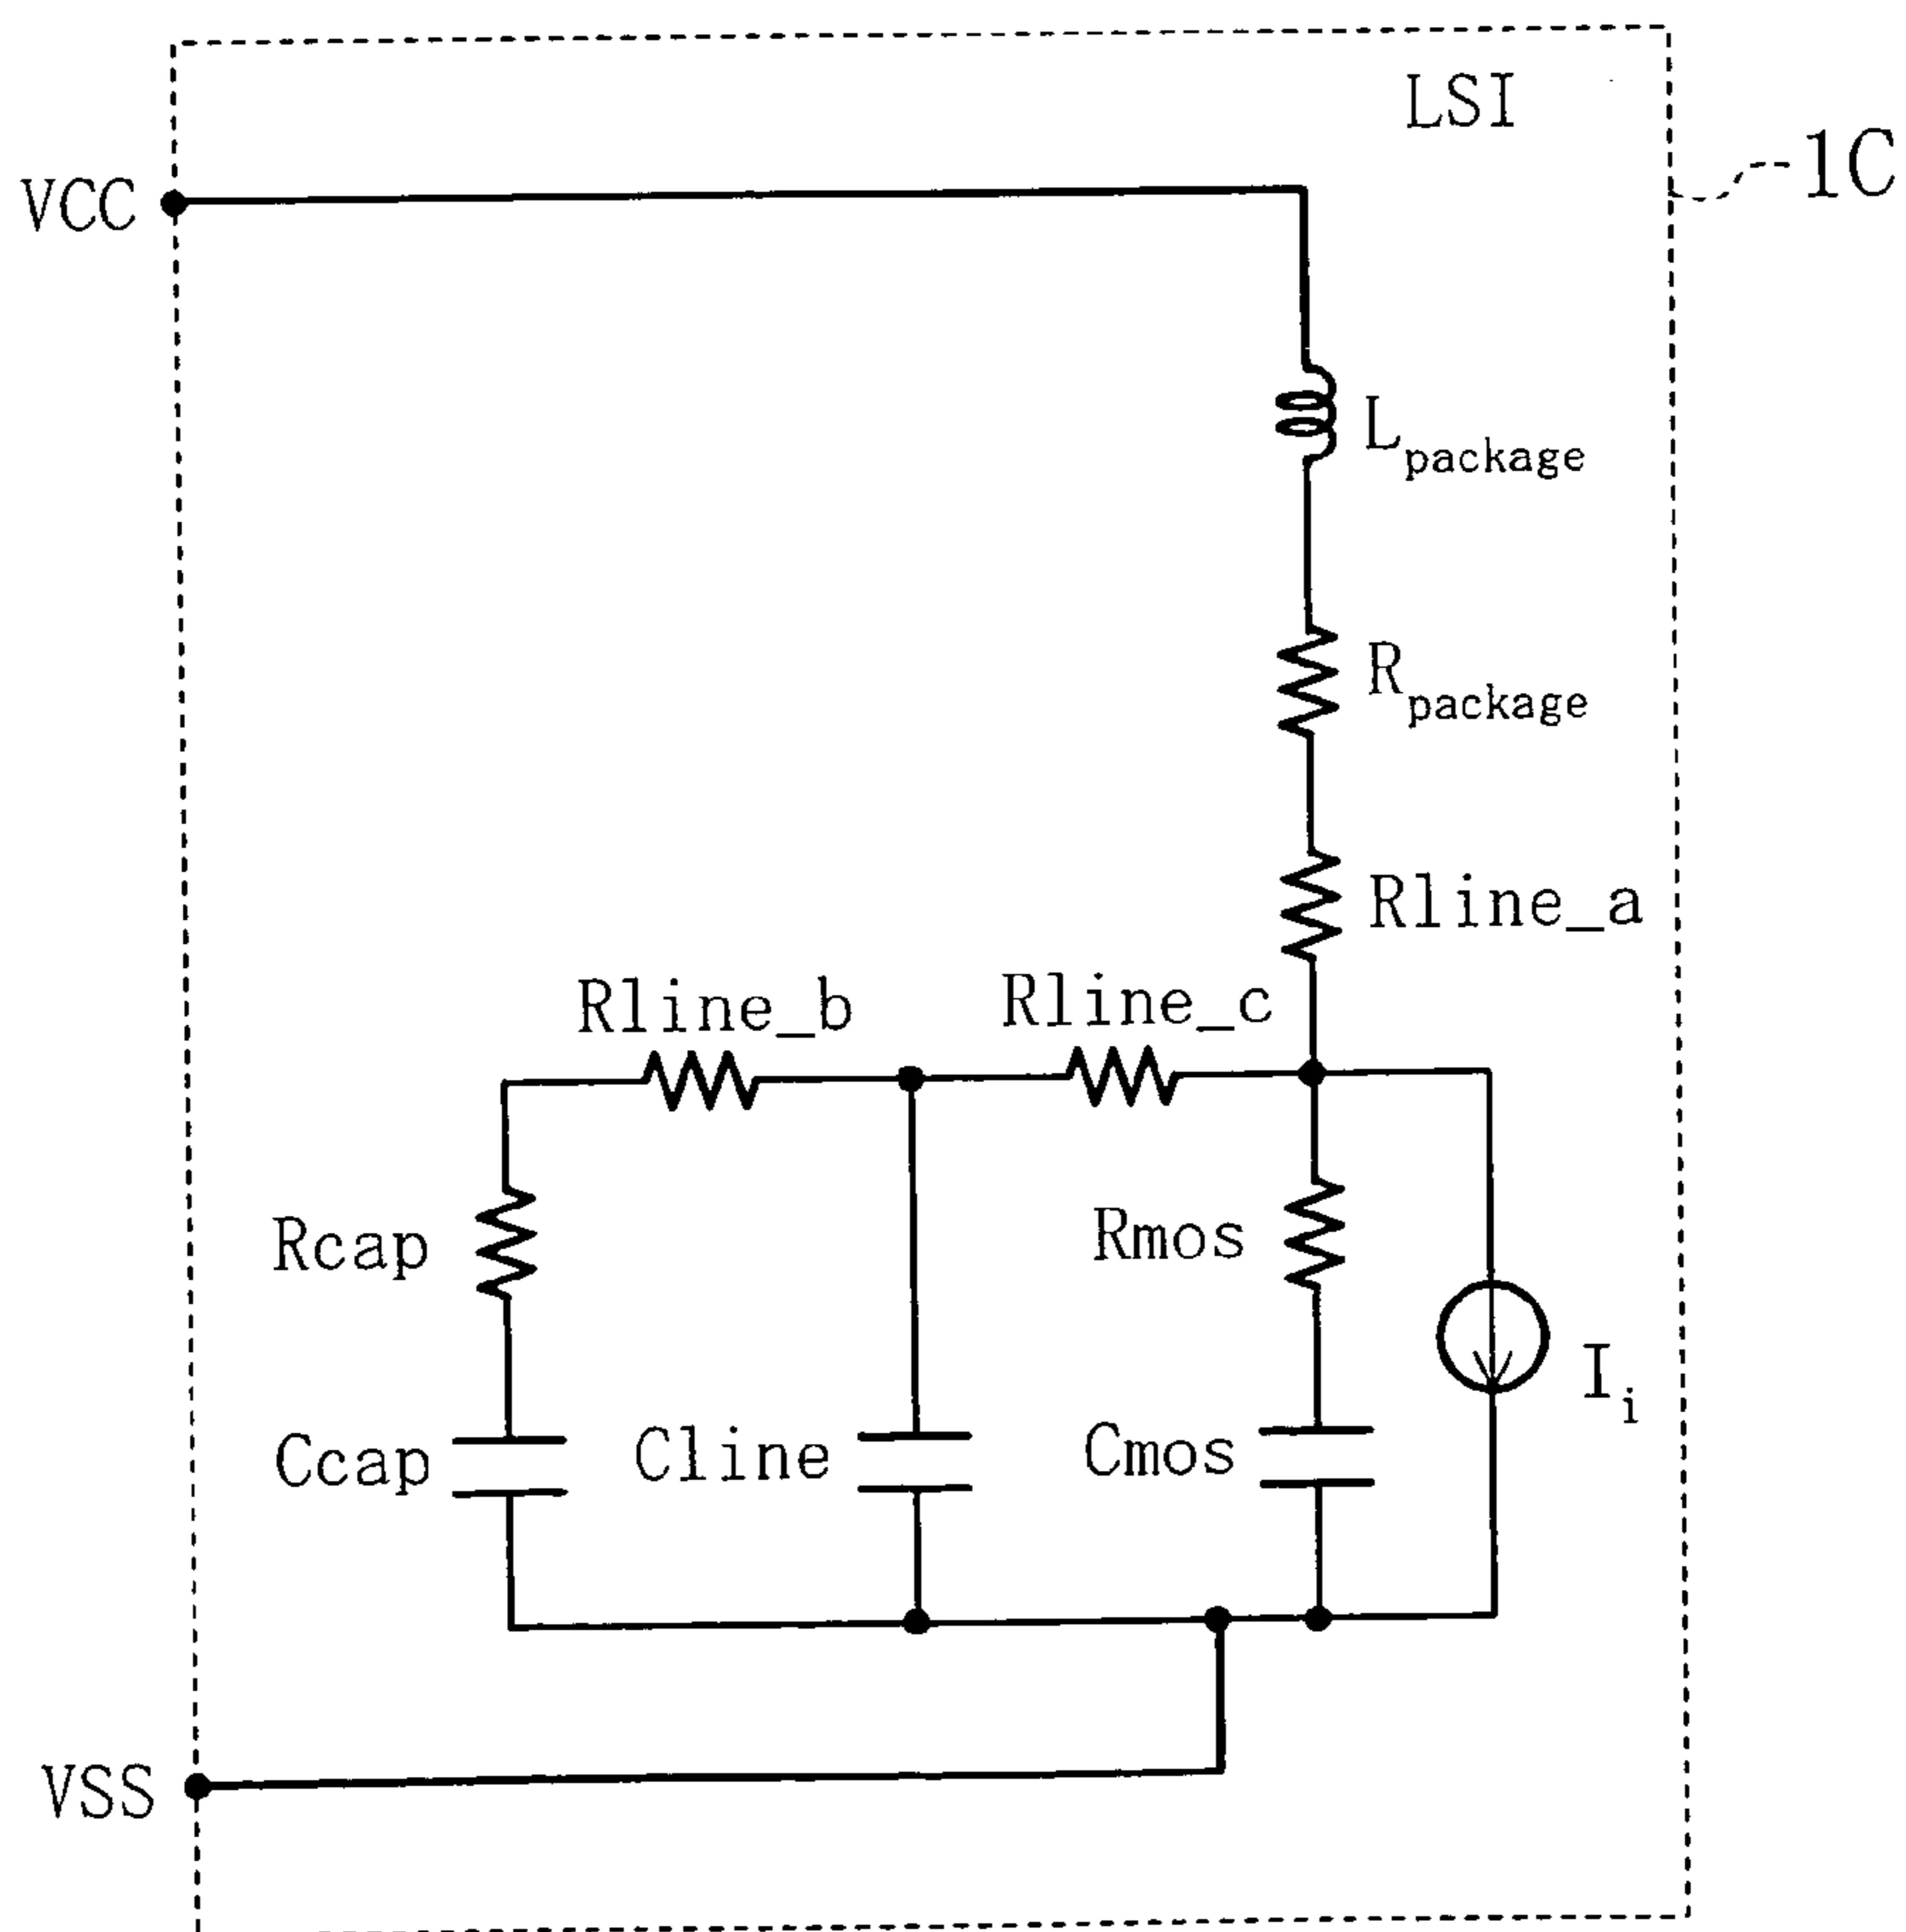 LSI
1C
VCC
Lpackage
Rpackage
Rline_a
Rline_b
Rline_c
Rcap
Rmos
Ii
Ccap
Cline
Cmos
VSS